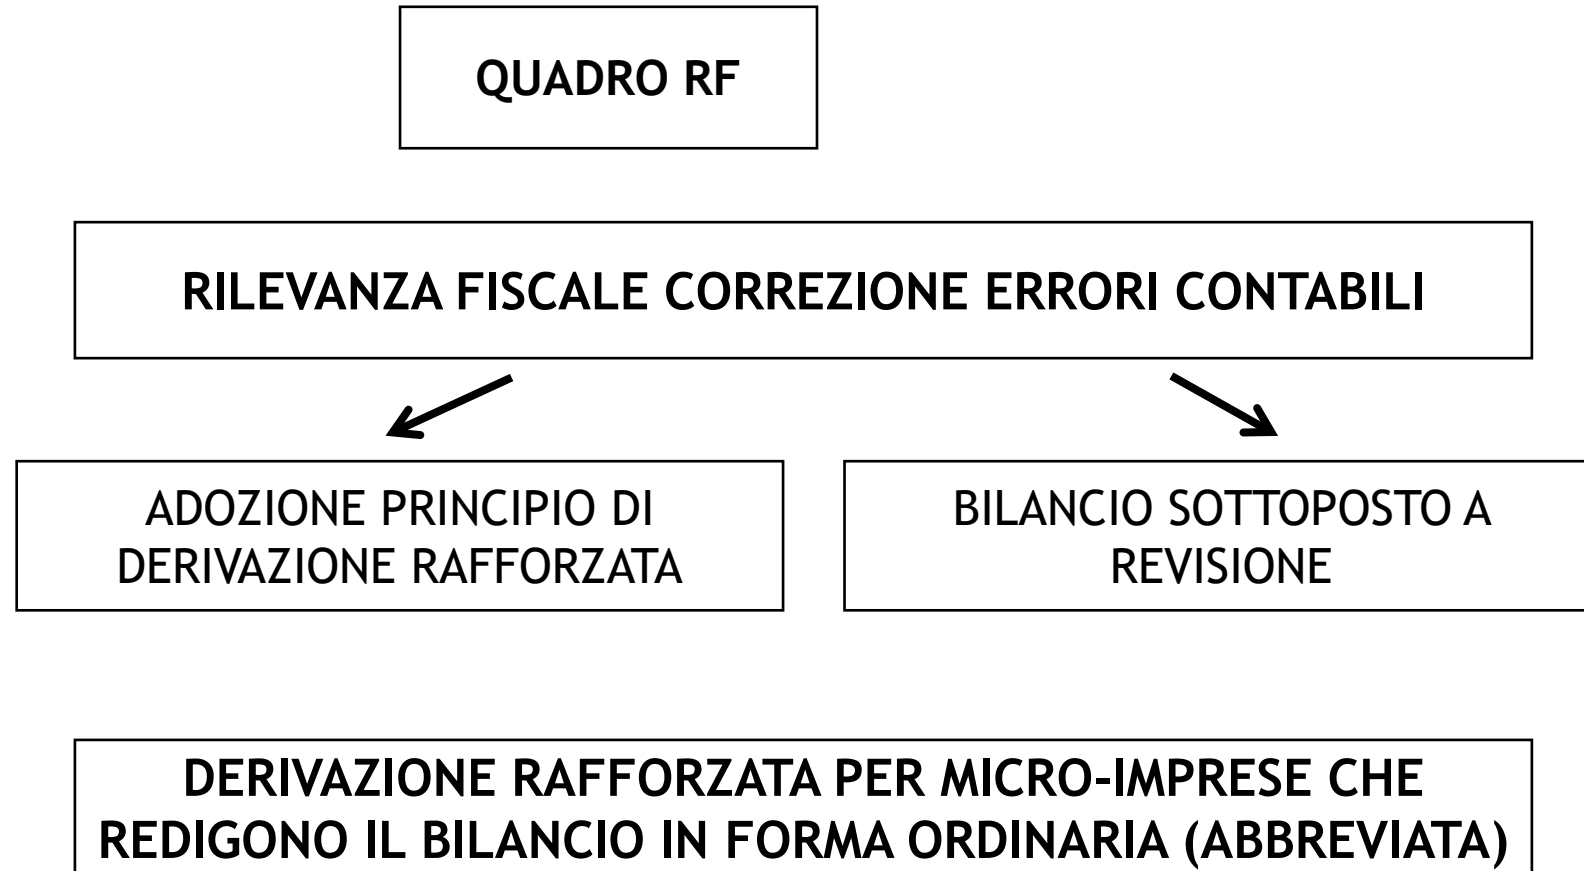 QUADRO RF
RILEVANZA FISCALE CORREZIONE ERRORI CONTABILI
ADOZIONE PRINCIPIO DI
DERIVAZIONE RAFFORZATA
BILANCIO SOTTOPOSTO A
REVISIONE
DERIVAZIONE RAFFORZATA PER MICRO-IMPRESE CHE
REDIGONO IL BILANCIO IN FORMA ORDINARIA (ABBREVIATA)